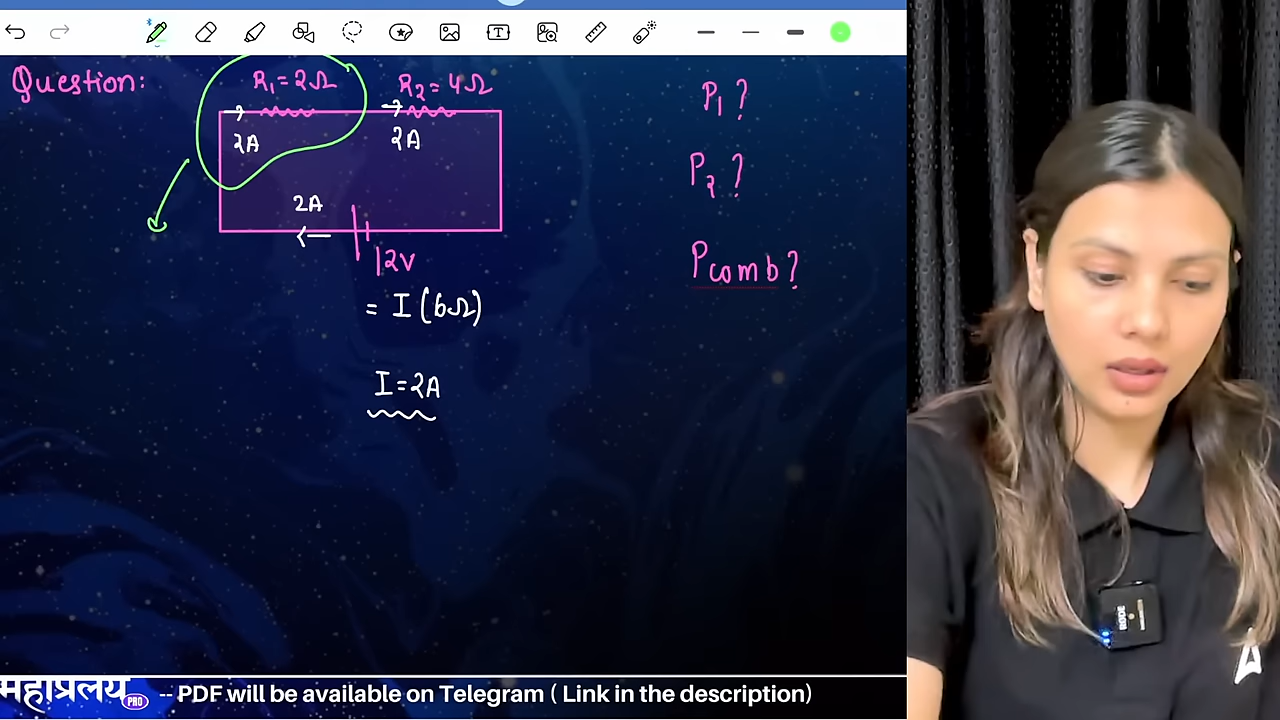 Question:
R₁ = 2Ω
R₂ = 4Ω
2A
2A
2A
12V
= I (6Ω)
I = 2A
P₁ ?
P₂ ?
Pcomb ?
RODE
महाप्रलय PRO -- PDF will be available on Telegram ( Link in the description)